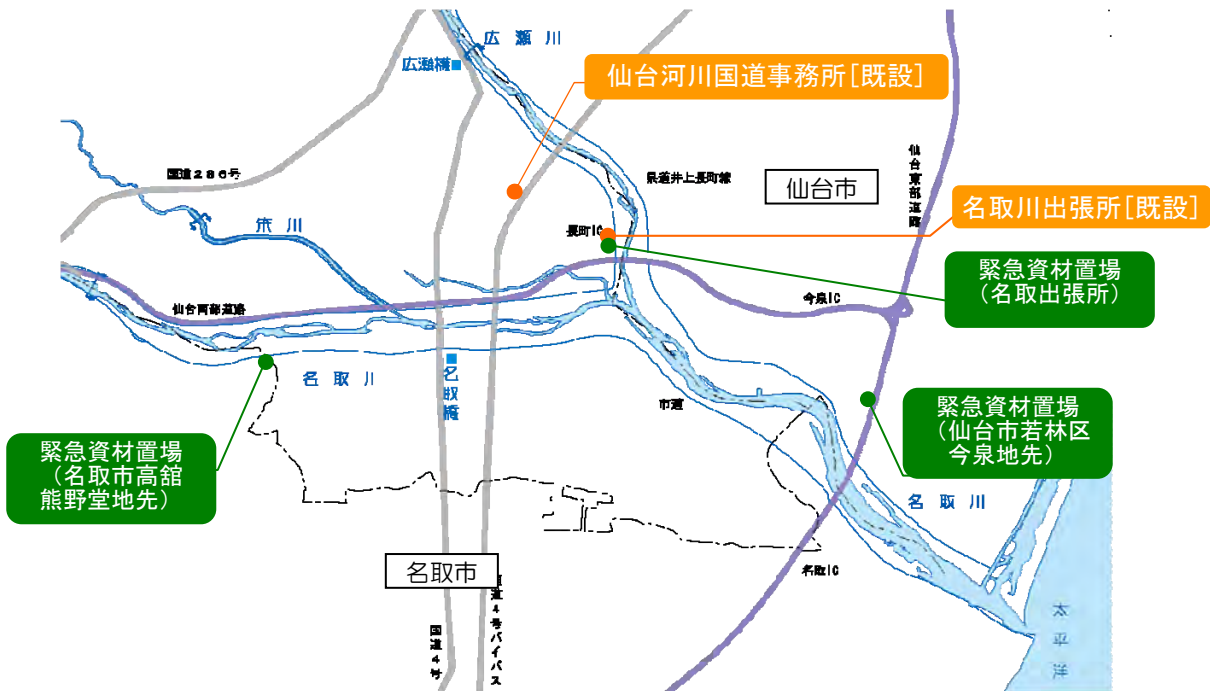 広瀬川
広瀬橋
仙台河川国道事務所[既設]
国道286号
県道井上長町線
仙台市
仙台東部道路
名取川出張所[既設]
笊川
長町IC
緊急資材置場
（名取出張所）
今泉IC
仙台南部道路
名取川
名取橋
市道
緊急資材置場
（仙台市若林区
今泉地先）
緊急資材置場
（名取市高舘
熊野堂地先）
名取川
名取市
名取IC
国道4号
道4号バイパス
太平洋